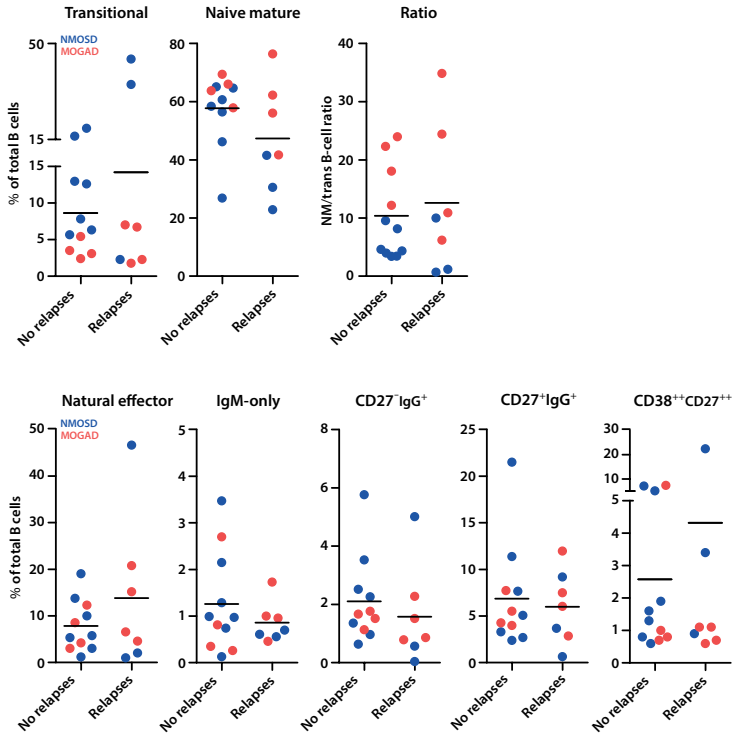 Transitional
Naive mature
Ratio
50
15
15
10
5
0
% of total B cells
NMOSD
MOGAD
No relapses
Relapses
80
60
40
20
0
No relapses
Relapses
40
30
20
10
0
NM/trans B-cell ratio
No relapses
Relapses
Natural effector
IgM-only
CD27⁻IgG⁺
CD27⁺IgG⁺
CD38⁺⁺CD27⁺⁺
50
40
30
20
10
0
% of total B cells
NMOSD
MOGAD
No relapses
Relapses
5
4
3
2
1
0
No relapses
Relapses
8
6
4
2
0
No relapses
Relapses
25
20
15
10
5
0
No relapses
Relapses
30
20
10
5
5
4
3
2
1
0
No relapses
Relapses